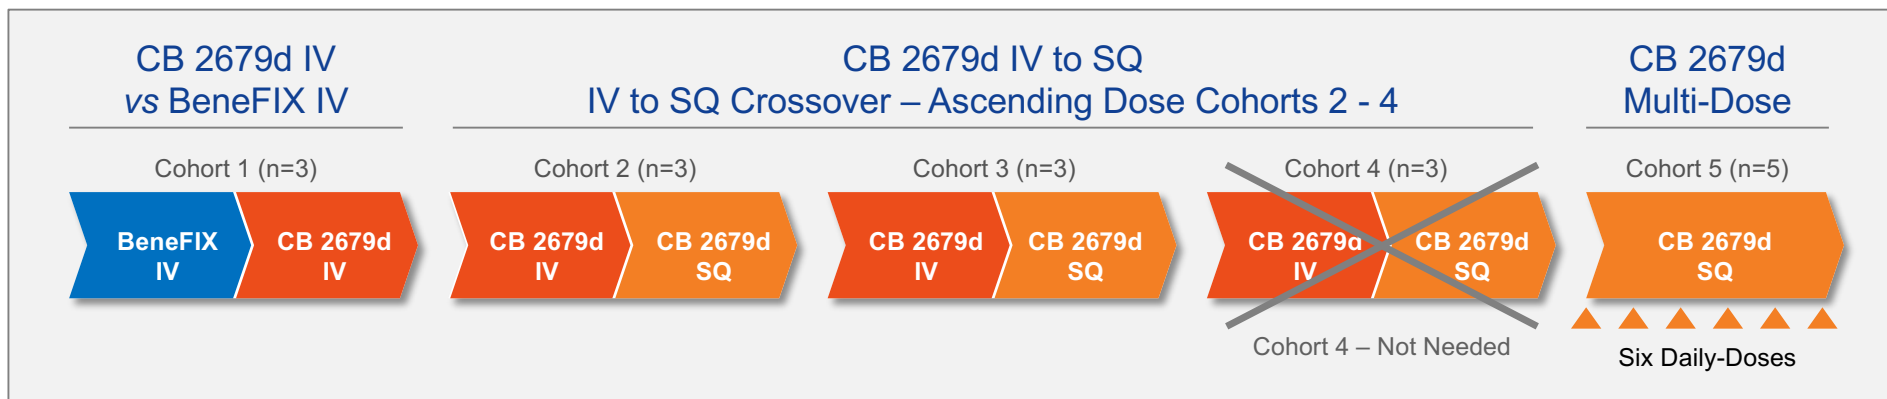 CB 2679d IV
vs BeneFIX IV
CB 2679d IV to SQ
IV to SQ Crossover – Ascending Dose Cohorts 2 - 4
CB 2679d
Multi-Dose
Cohort 1 (n=3)
Cohort 2 (n=3)
Cohort 3 (n=3)
Cohort 4 (n=3)
Cohort 5 (n=5)
BeneFIX
IV
CB 2679d
IV
CB 2679d
IV
CB 2679d
SQ
CB 2679d
IV
CB 2679d
SQ
CB 2679d
IV
CB 2679d
SQ
CB 2679d
SQ
Cohort 4 – Not Needed
Six Daily-Doses